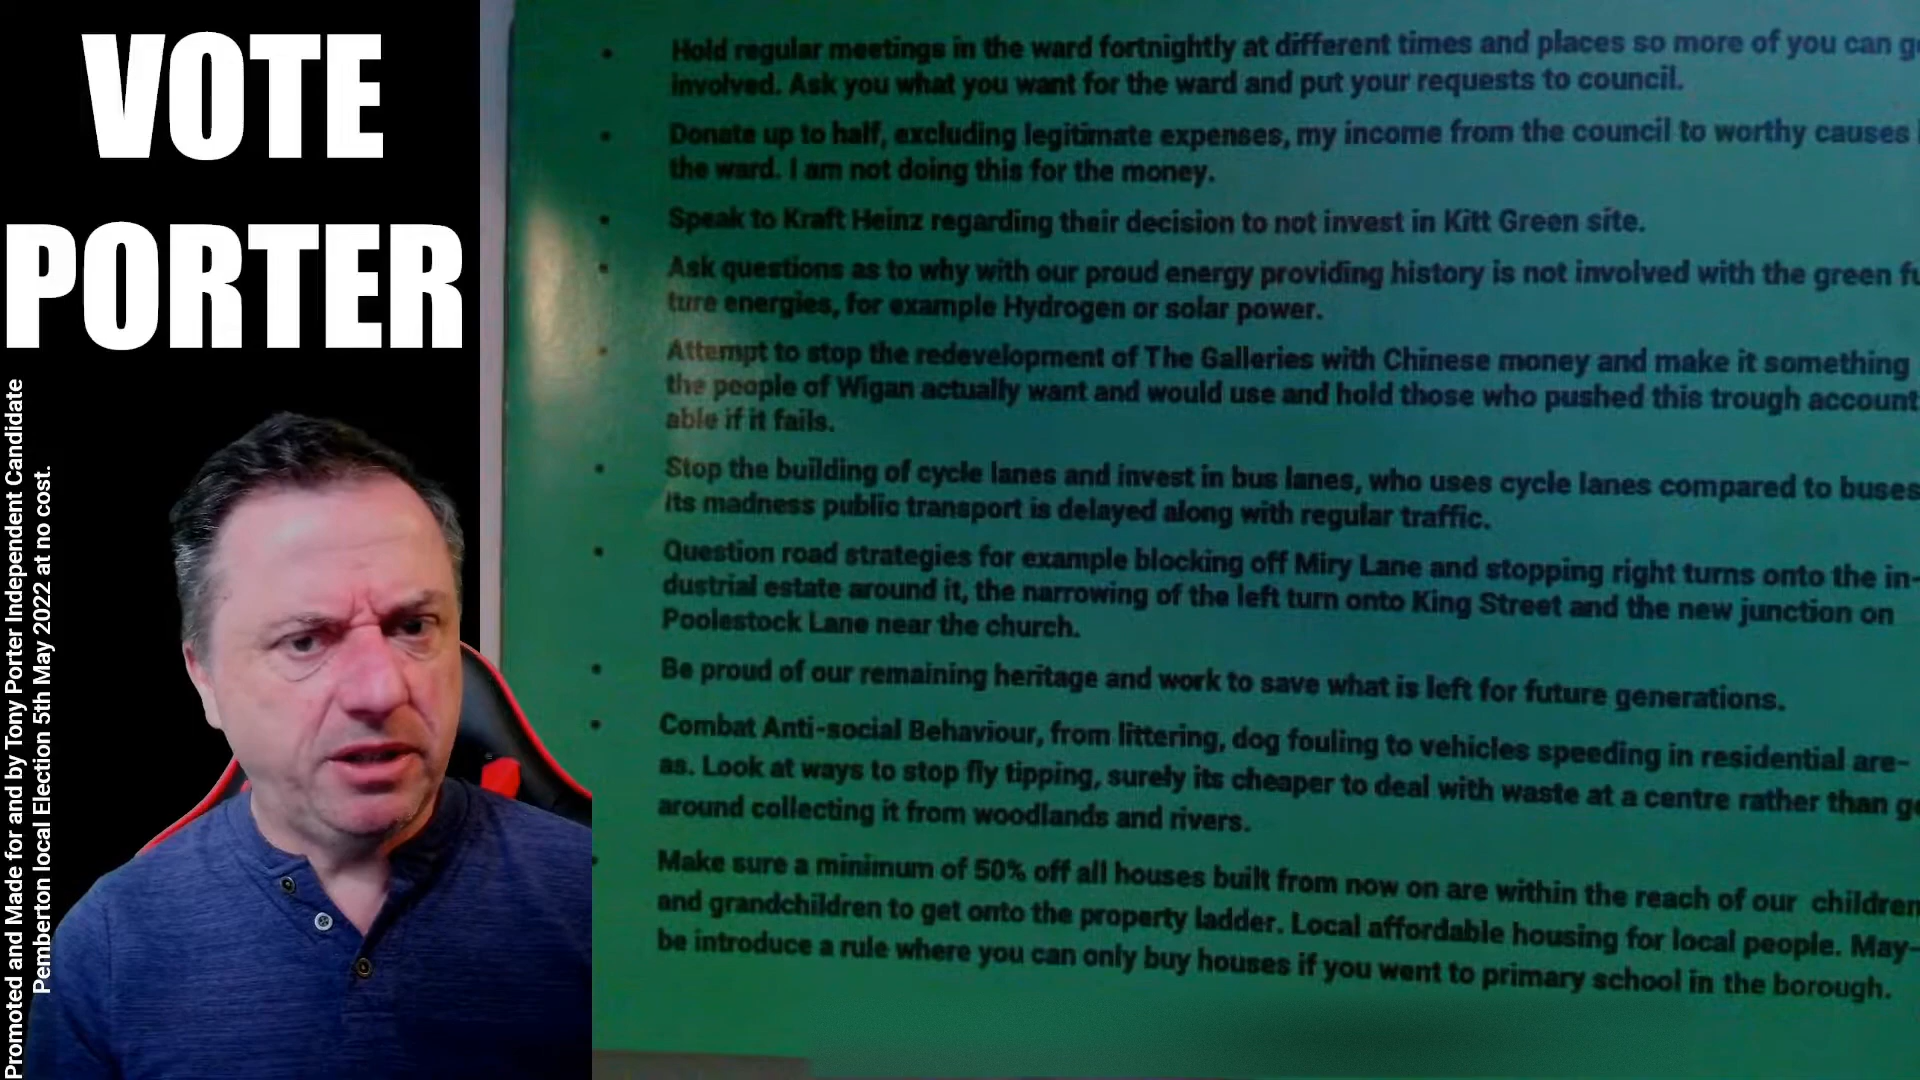 VOTE
PORTER
Promoted and Made for and by Tony Porter Independent Candidate
Pemberton local Election 5th May 2022 at no cost.
• Hold regular meetings in the ward fortnightly at different times and places so more of you can
involved. Ask you what you want for the ward and put your requests to council.
• Donate up to half, excluding legitimate expenses, my income from the council to worthy causes
the ward. I am not doing this for the money.
• Speak to Kraft Heinz regarding their decision to not invest in Kitt Green site.
• Ask questions as to why with our proud energy providing history is not involved with the green fu
ture energies, for example Hydrogen or solar power.
• Attempt to stop the redevelopment of The Galleries with Chinese money and make it something
the people of Wigan actually want and would use and hold those who pushed this trough account
able if it fails.
• Stop the building of cycle lanes and invest in bus lanes, who uses cycle lanes compared to buses
Its madness public transport is delayed along with regular traffic.
• Question road strategies for example blocking off Miry Lane and stopping right turns onto the in-
dustrial estate around it, the narrowing of the left turn onto King Street and the new junction on
Poolestock Lane near the church.
• Be proud of our remaining heritage and work to save what is left for future generations.
• Combat Anti-social Behaviour, from littering, dog fouling to vehicles speeding in residential are-
as. Look at ways to stop fly tipping, surely its cheaper to deal with waste at a centre rather than
around collecting it from woodlands and rivers.
• Make sure a minimum of 50% off all houses built from now on are within the reach of our children
and grandchildren to get onto the property ladder. Local affordable housing for local people. May-
be introduce a rule where you can only buy houses if you went to primary school in the borough.